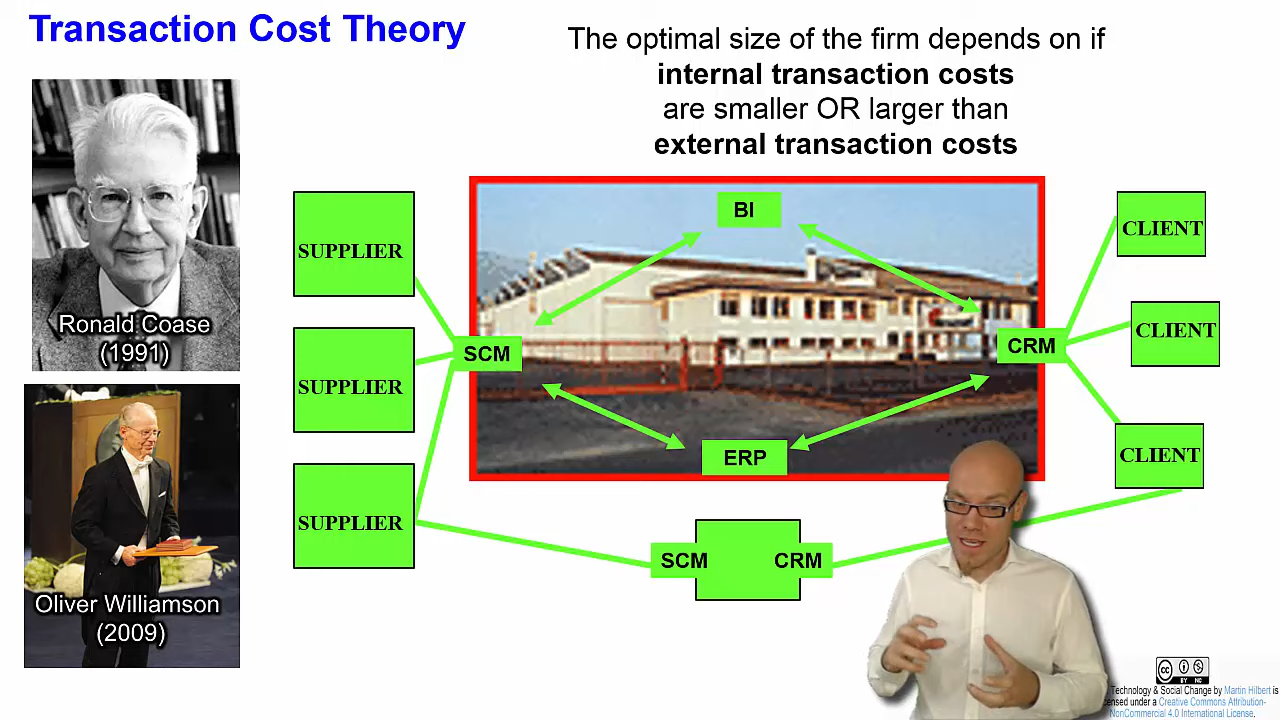 Transaction Cost Theory
The optimal size of the firm depends on if
internal transaction costs
are smaller OR larger than
external transaction costs
Ronald Coase
(1991)
Oliver Williamson
(2009)
SUPPLIER
SUPPLIER
SUPPLIER
BI
SCM
CRM
ERP
CLIENT
CLIENT
CLIENT
SCM
CRM
cc
BY NC
Technology & Social Change by Martin Hilbert is
under a Creative Commons Attribution-
NonCommercial 4.0 International License.